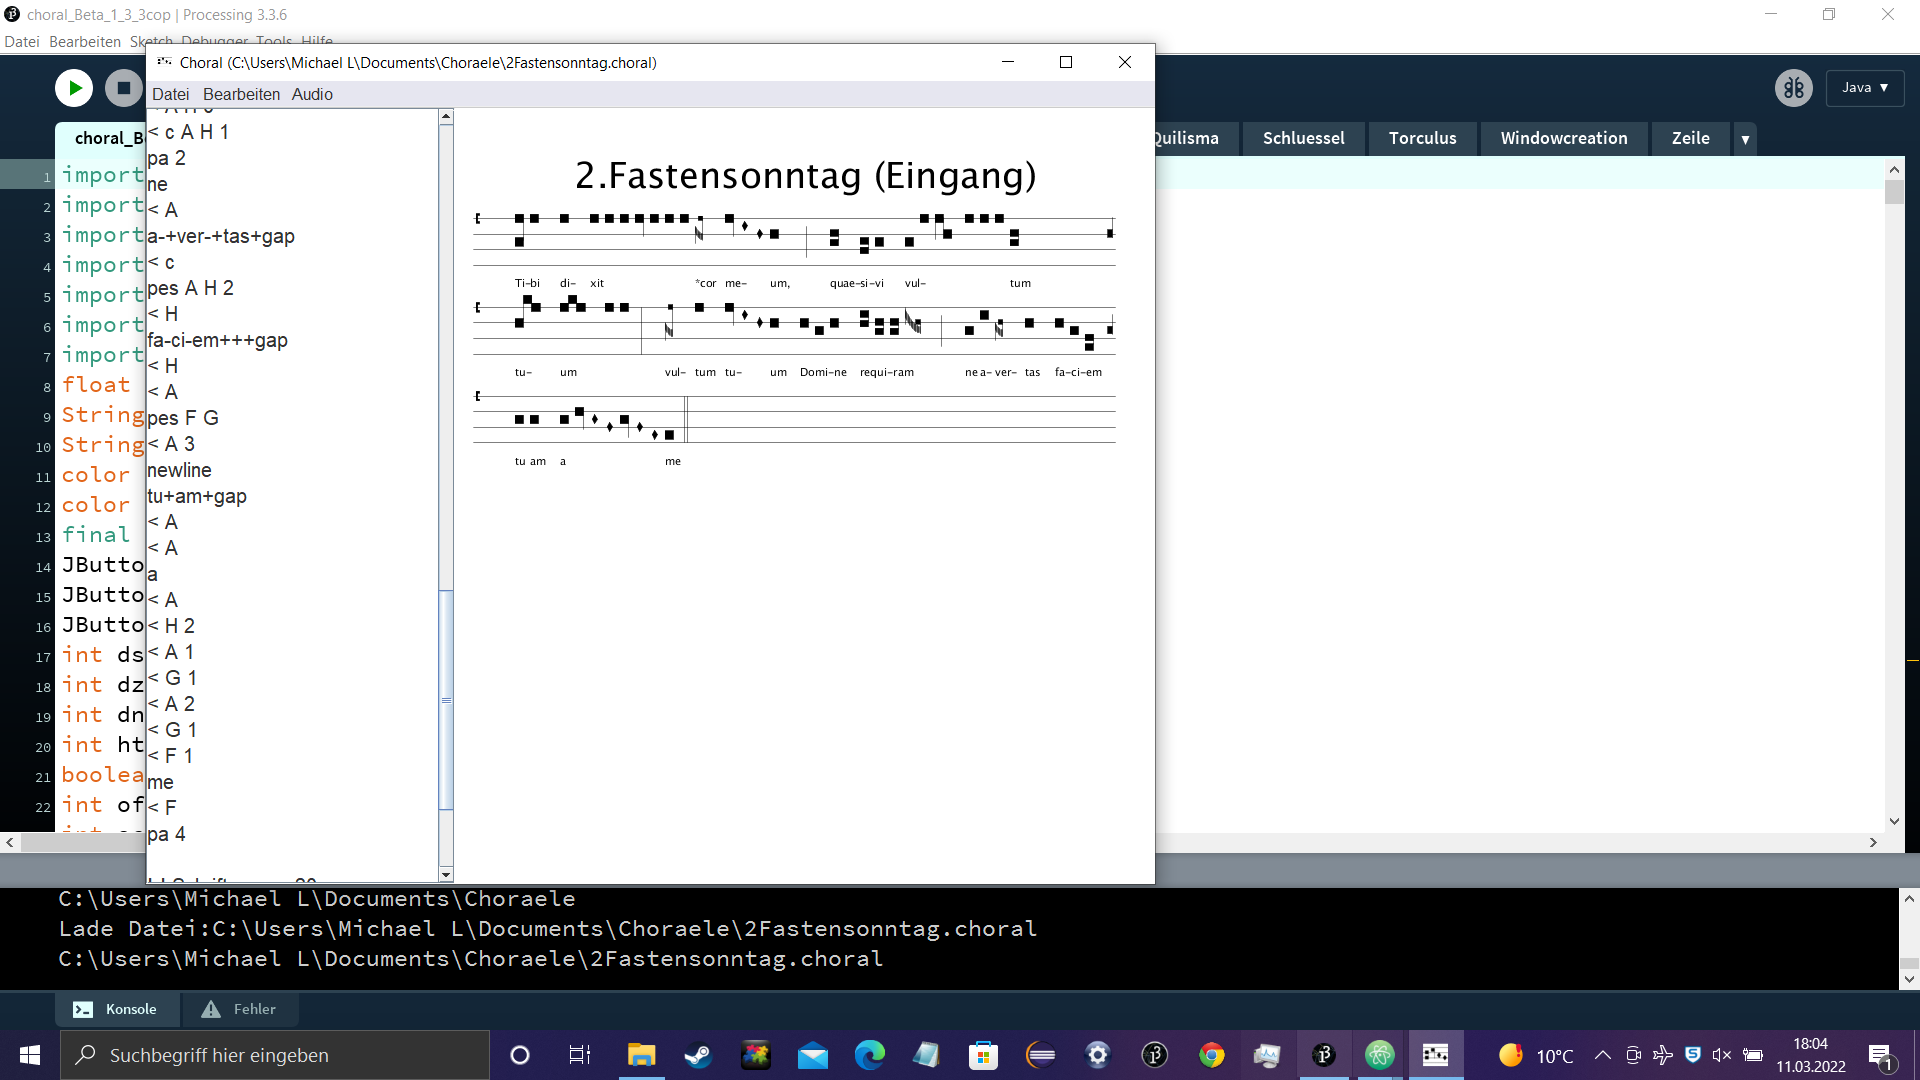 choral_Beta_1_3_3cop | Processing 3.3.6
Datei Bearbeiten Sketch Debugger Tools Hilfe
Choral (C:\Users\Michael L\Documents\Choraele\2Fastensonntag.choral)
Datei Bearbeiten Audio
Java ▼
choral_B
Quilisma Schluessel Torculus Windowcreation Zeile ▼
< c A H 1
pa 2
ne
< A
a-+ver-+tas+gap
< c
pes A H 2
< H
fa-ci-em+++gap
< H
< A
pes F G
< A 3
newline
tu+am+gap
< A
< A
a
< A
< H 2
< A 1
< G 1
< A 2
< G 1
< F 1
me
< F
pa 4
2.Fastensonntag (Eingang)
Ti-bi di- xit *cor me- um, quae-si-vi vul- tum
tu- um vul- tum tu- um Domi-ne requi-ram ne a- ver- tas fa-ci-em
tu am a me
1 import
2 import
3 import
4 import
5 import
6 import
7 import
8 float
9 String
10 String
11 color
12 color
13 final
14 JButto
15 JButto
16 JButto
17 int ds
18 int dz
19 int dn
20 int ht
21 boolea
22 int of
C:\Users\Michael L\Documents\Choraele
Lade Datei:C:\Users\Michael L\Documents\Choraele\2Fastensonntag.choral
C:\Users\Michael L\Documents\Choraele\2Fastensonntag.choral
Konsole Fehler
Suchbegriff hier eingeben
10°C
18:04
11.03.2022
1